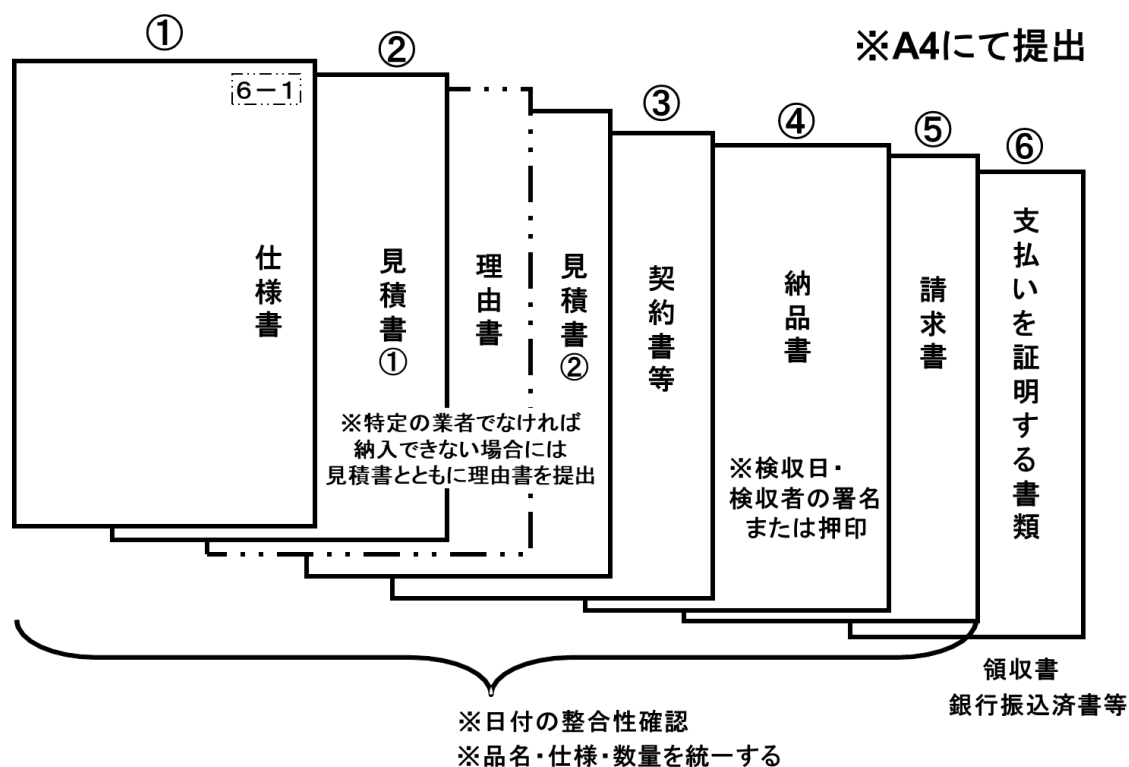 ※A4にて提出
①
②
③
④
⑤
⑥
6－1
仕様書
見積書①
理由書
見積書②
契約書等
納品書
請求書
支払いを証明する書類
※特定の業者でなければ
納入できない場合には
見積書とともに理由書を提出
※検収日・
検収者の署名
または押印
領収書
銀行振込済書等
※日付の整合性確認
※品名・仕様・数量を統一する